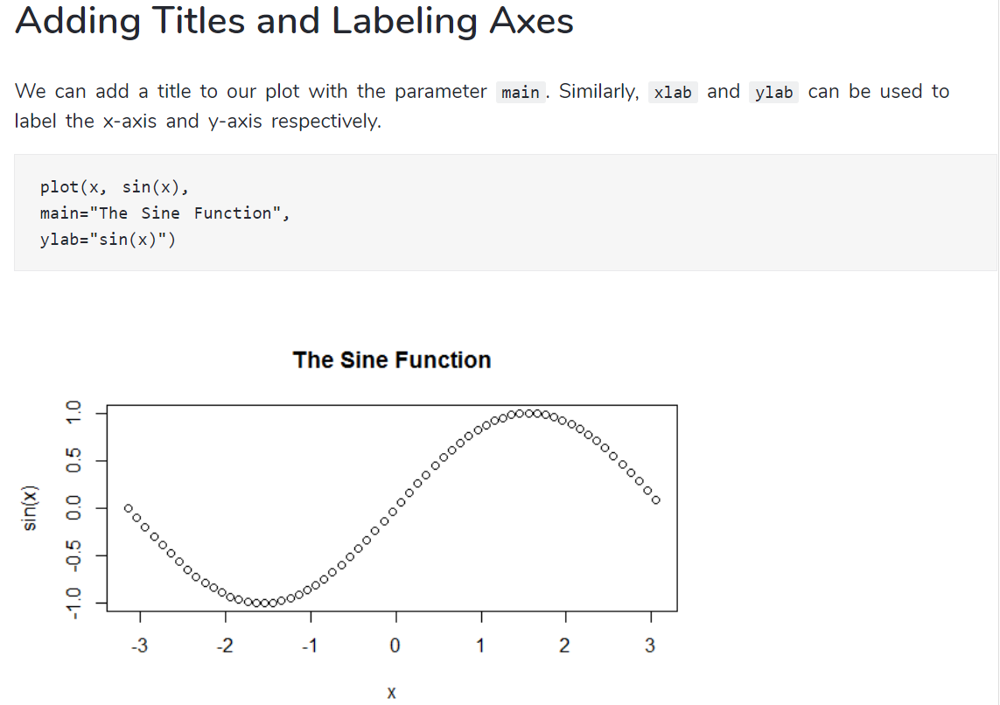 Adding Titles and Labeling Axes
We can add a title to our plot with the parameter main. Similarly, xlab and ylab can be used to
label the x-axis and y-axis respectively.
plot(x, sin(x),
main="The Sine Function",
ylab="sin(x)")
The Sine Function
sin(x)
1.0
0.5
0.0
-0.5
-1.0
-3 -2 -1 0 1 2 3
x